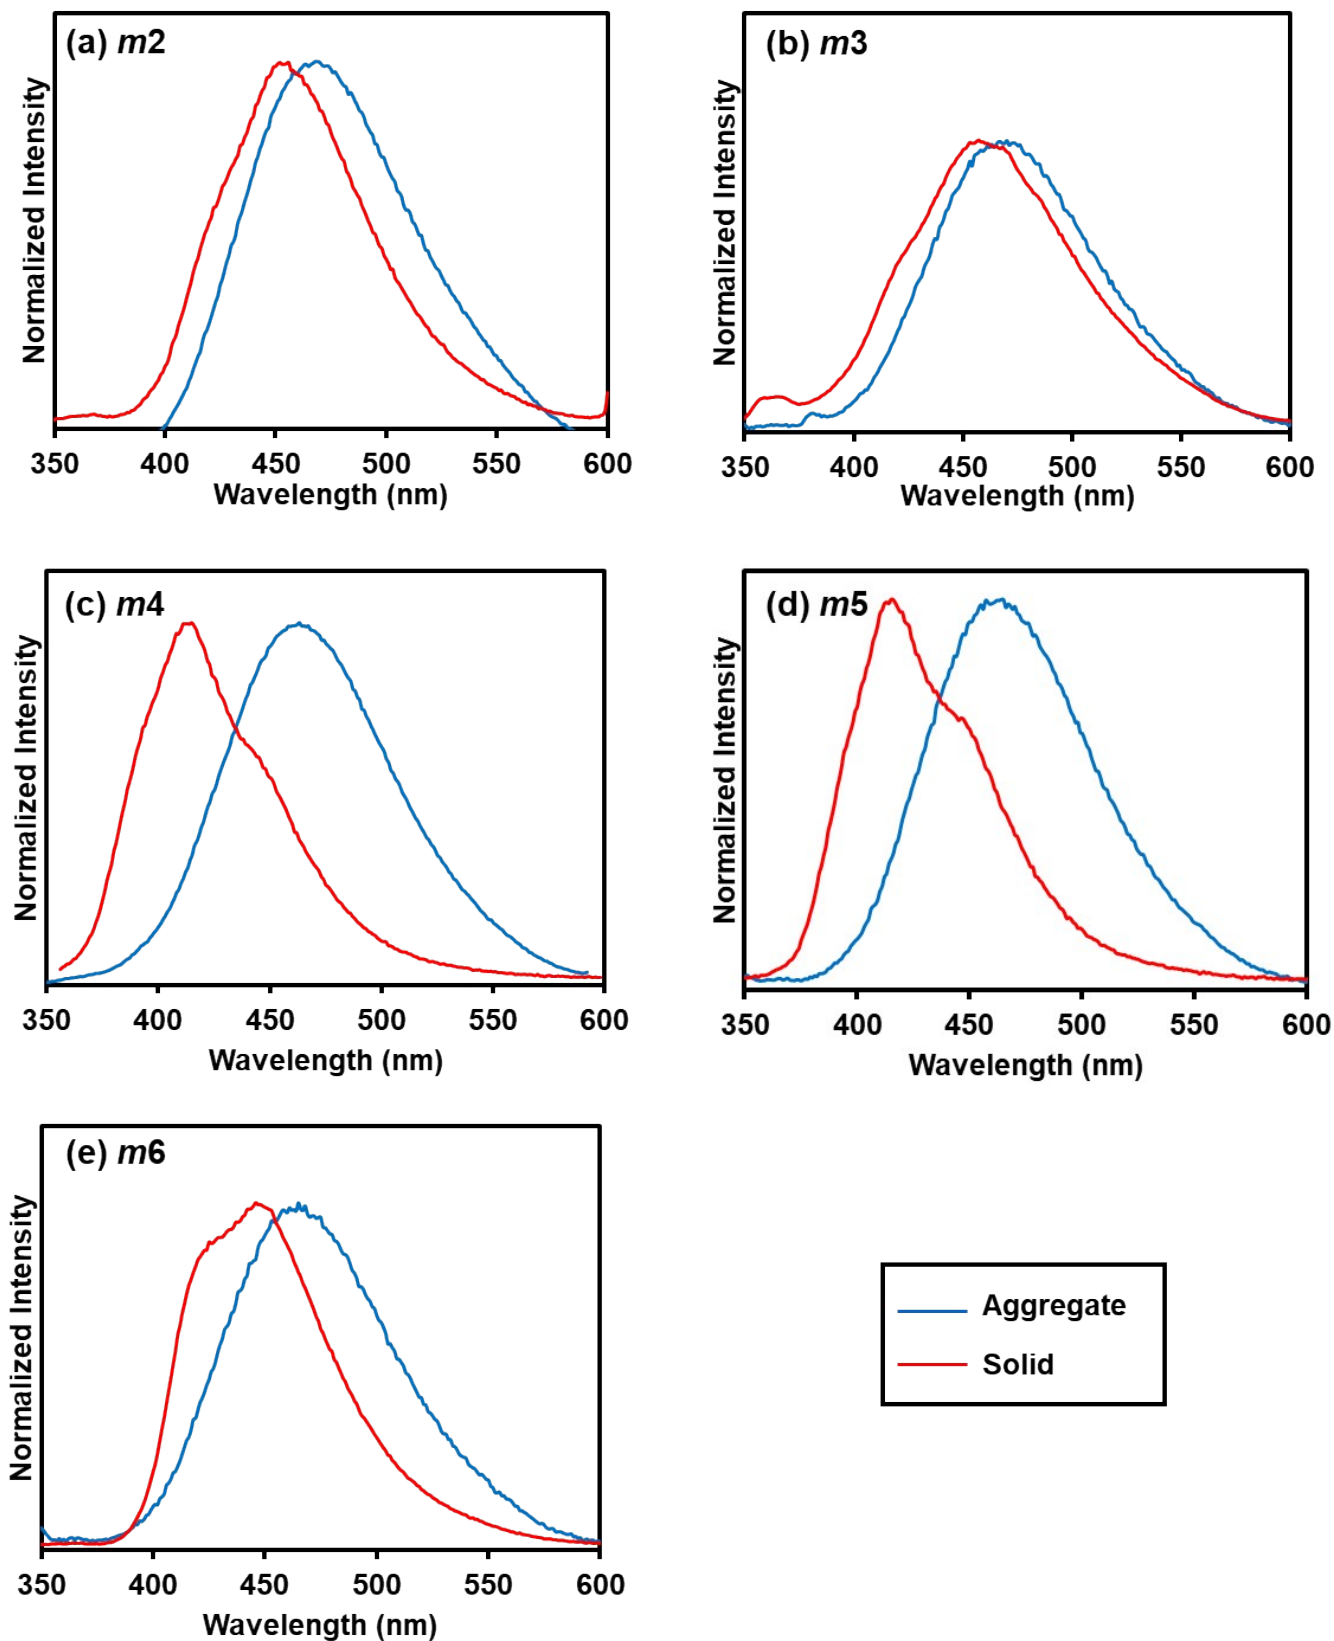 (a) m2
Normalized Intensity
350 400 450 500 550 600
Wavelength (nm)
(b) m3
Normalized Intensity
350 400 450 500 550 600
Wavelength (nm)
(c) m4
Normalized Intensity
350 400 450 500 550 600
Wavelength (nm)
(d) m5
Normalized Intensity
350 400 450 500 550 600
Wavelength (nm)
(e) m6
Normalized Intensity
350 400 450 500 550 600
Wavelength (nm)
Aggregate
Solid